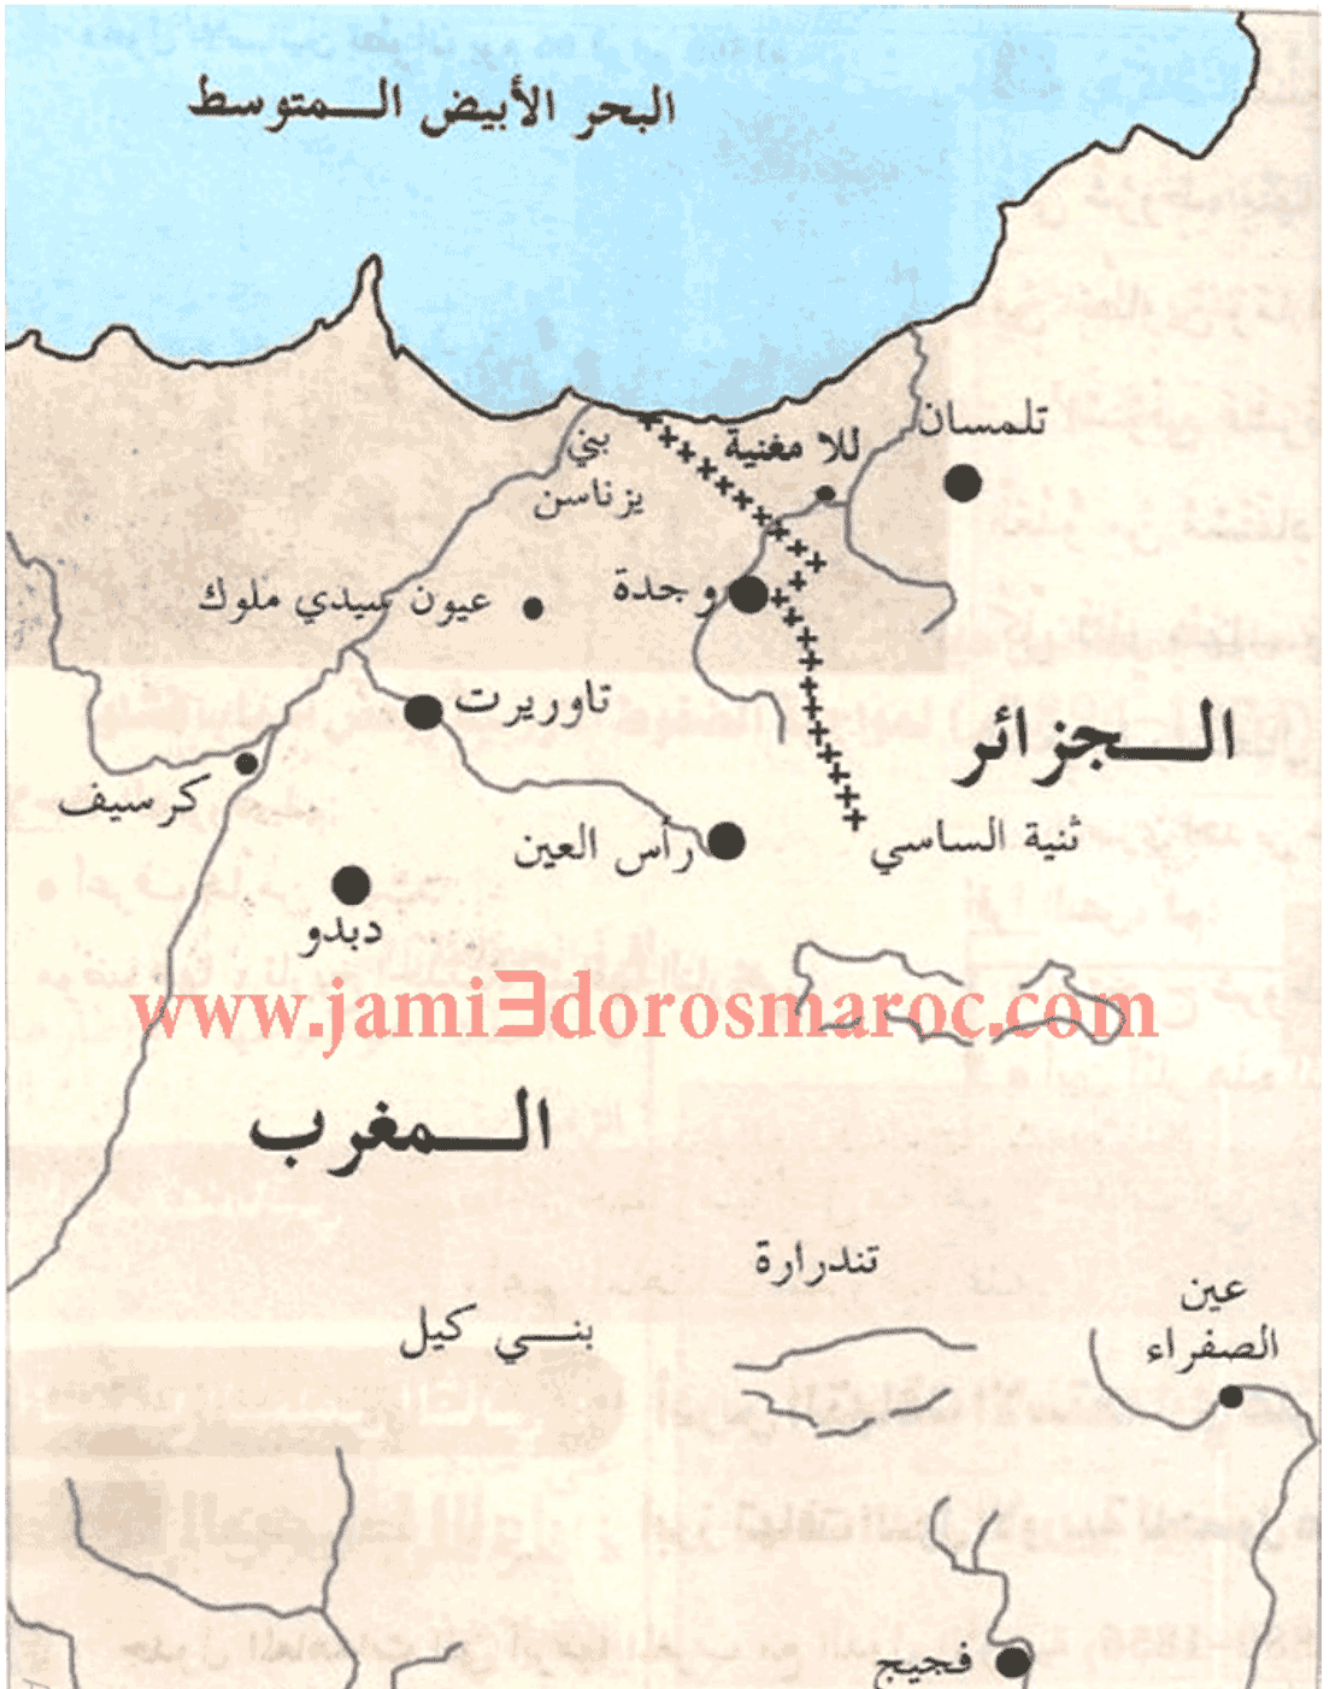 البحر الأبيض المتوسط
تلمسان
للا مغنية
بني
يزناسن
وجدة
عيون سيدي ملوك
تاوريرت
الجزائر
كرسيف
ثنية الساسي
رأس العين
دبدو
www.jami3dorosmaroc.com
المغرب
تندرارة
عين
الصفراء
بني كيل
فجيج